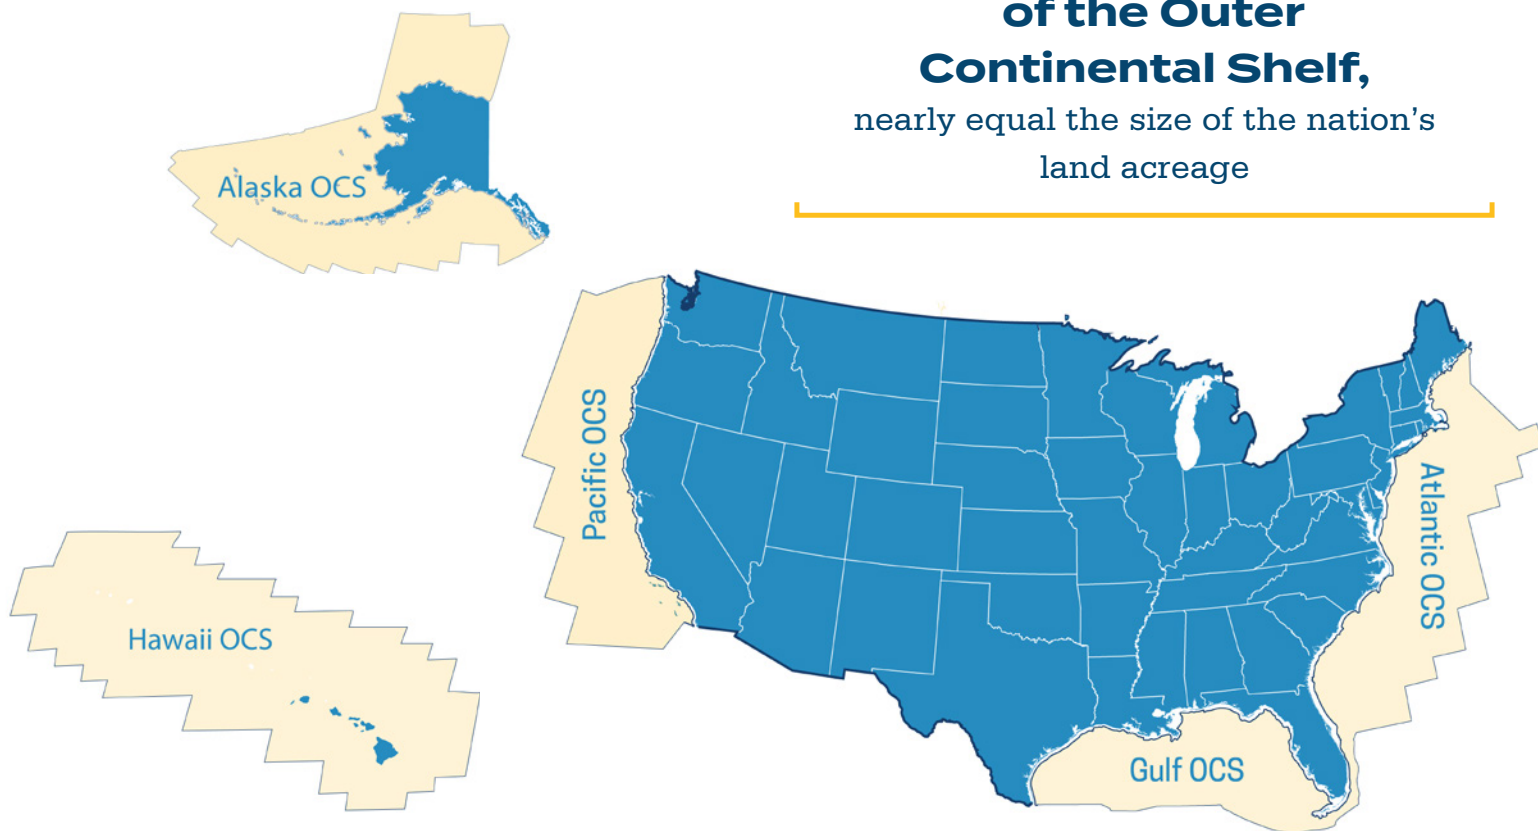 of the Outer
Continental Shelf,
nearly equal the size of the nation's
land acreage
Alaska OCS
Pacific OCS
Atlantic OCS
Hawaii OCS
Gulf OCS